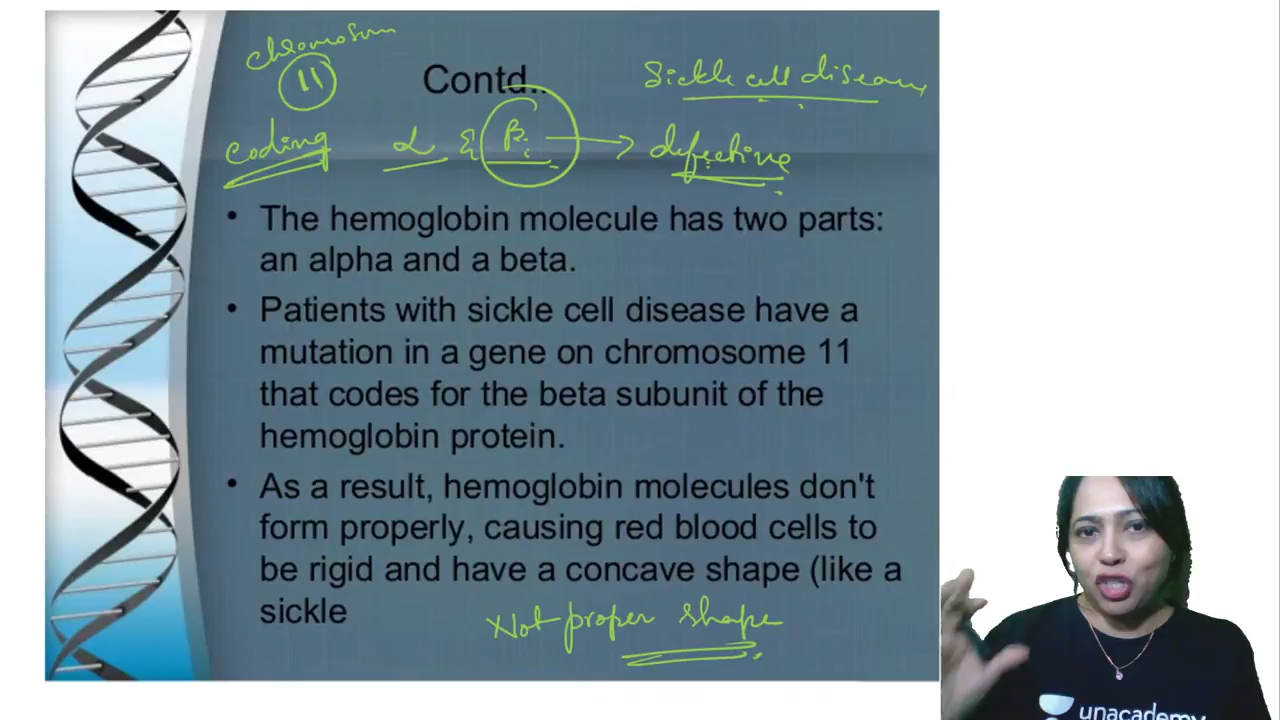 chromosom
11
Contd..
Sickle cell disease
coding α & β → defective
• The hemoglobin molecule has two parts:
an alpha and a beta.
• Patients with sickle cell disease have a
mutation in a gene on chromosome 11
that codes for the beta subunit of the
hemoglobin protein.
• As a result, hemoglobin molecules don't
form properly, causing red blood cells to
be rigid and have a concave shape (like a
sickle
Not proper shape
unacademy